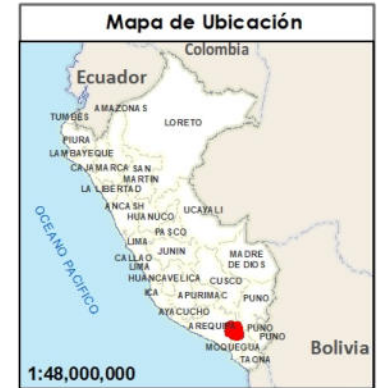 Mapa de Ubicación
Colombia
Ecuador
AMAZONAS
TUMBES
LORETO
PIURA
LAMBAYEQUE
CAJAMARCA SAN
MARTIN
LA LIBERTAD
ANCASH
UCAYALI
HUANUCO
PASCO
OCEANO PACIFICO
LIMA
JUNIN
MADRE
DE DIOS
CALLAO
LIMA
HUANCAVELICA
CUSCO
ICA
APURIMAC
PUNO
AYACUCHO
AREQUIPA
PUNO
PUNO
MOQUEGUA
Bolivia
TACNA
1:48,000,000